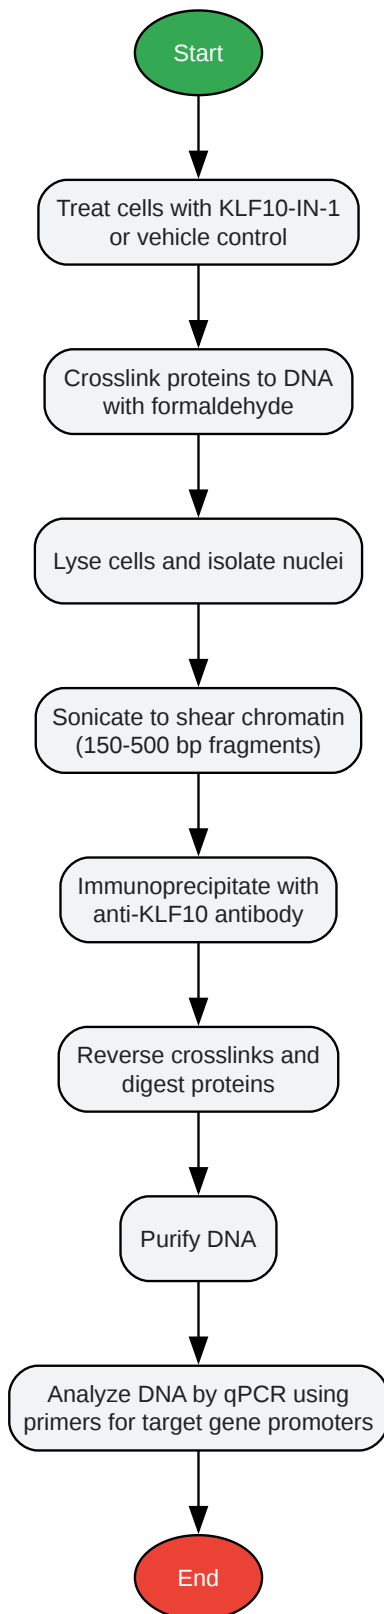 Start
Treat cells with KLF10-IN-1
or vehicle control
Crosslink proteins to DNA
with formaldehyde
Lyse cells and isolate nuclei
Sonicate to shear chromatin
(150-500 bp fragments)
Immunoprecipitate with
anti-KLF10 antibody
Reverse crosslinks and
digest proteins
Purify DNA
Analyze DNA by qPCR using
primers for target gene promoters
End